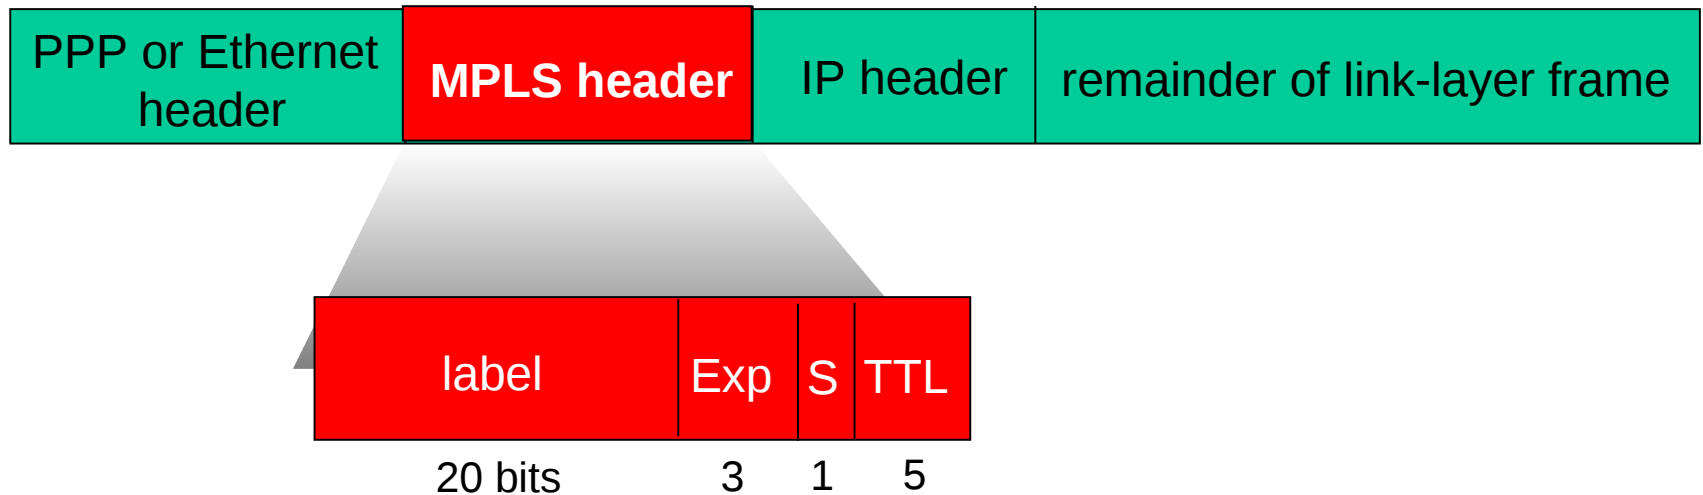 PPP or Ethernet
header
MPLS header
IP header
remainder of link-layer frame
label
Exp
S
TTL
20 bits
3
1
5